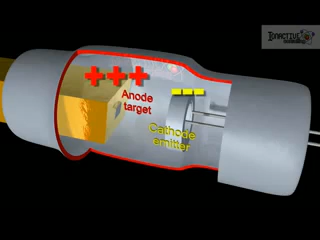 +++
Anode
target
---
Cathode
emitter